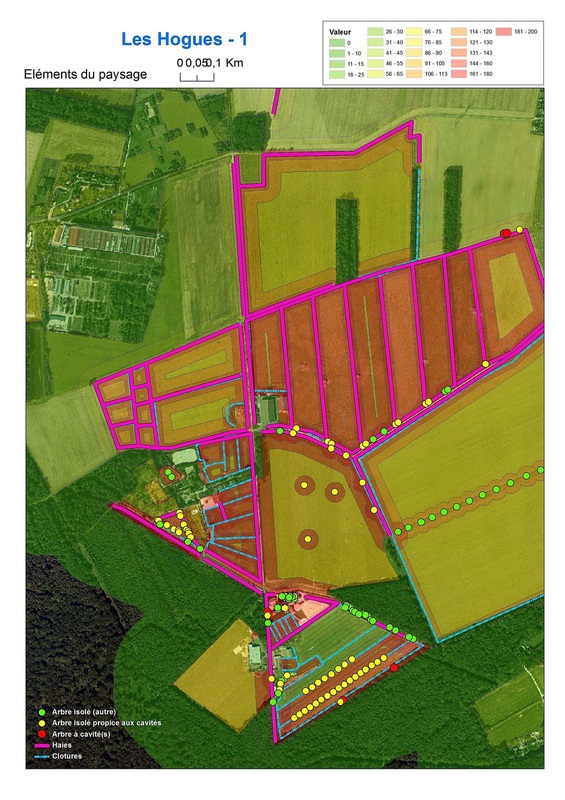 Les Hogues - 1
Eléments du paysage
0 0,050,1 Km
Valeur
0
1 - 10
11 - 15
16 - 25
26 - 30
31 - 40
41 - 45
46 - 55
56 - 65
66 - 75
76 - 85
86 - 90
91 - 105
106 - 113
114 - 120
121 - 130
131 - 143
144 - 160
161 - 180
181 - 200
Arbre isolé (autre)
Arbre isolé propice aux cavités
Arbre à cavité(s)
Haies
Clotures